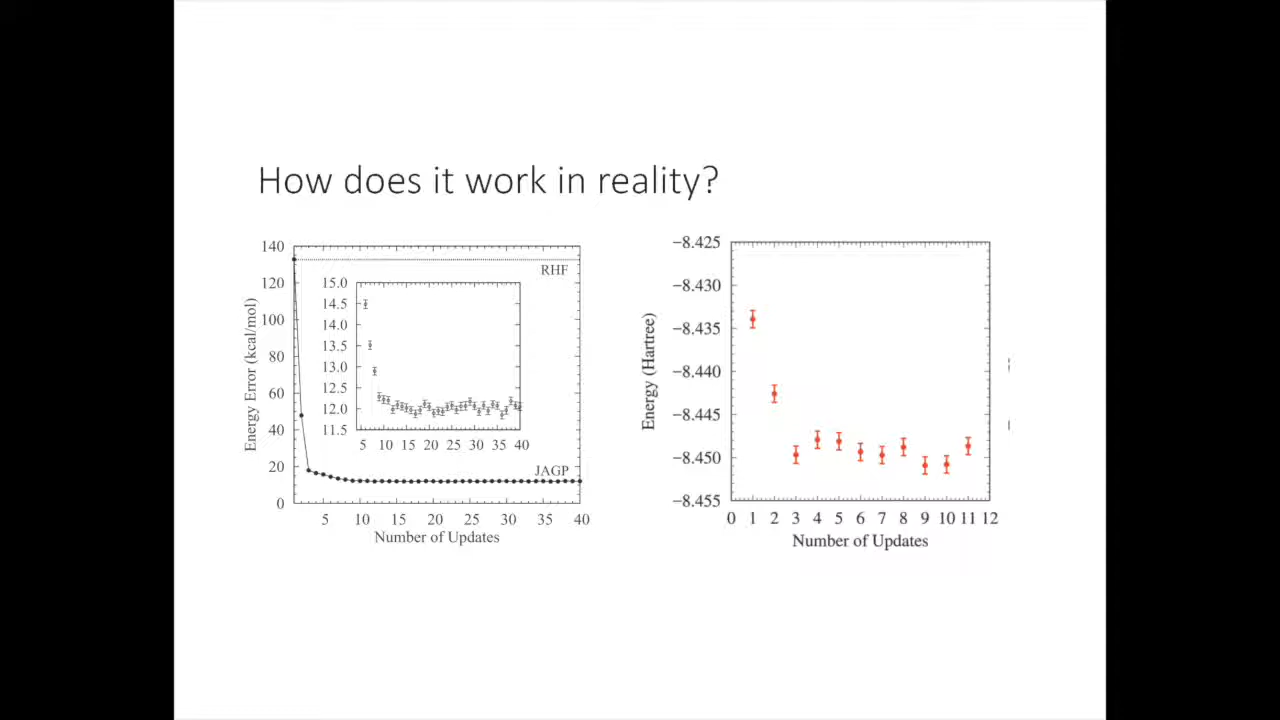 How does it work in reality?
140
120
100
80
60
40
20
0
Energy Error (kcal/mol)
RHF
15.0
14.5
14.0
13.5
13.0
12.5
12.0
11.5
5 10 15 20 25 30 35 40
JAGP
5 10 15 20 25 30 35 40
Number of Updates
−8.425
−8.430
−8.435
−8.440
−8.445
−8.450
−8.455
Energy (Hartree)
0 1 2 3 4 5 6 7 8 9 10 11 12
Number of Updates